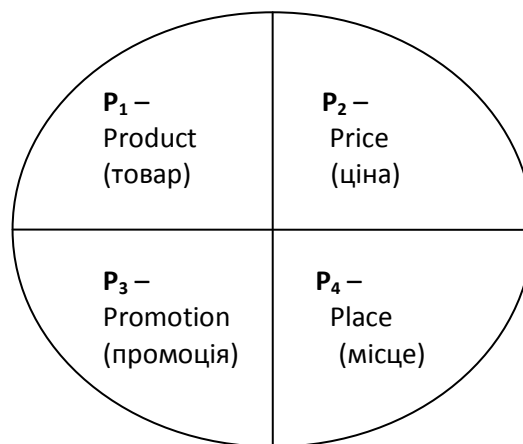 P₁ –
Product
(товар)
P₂ –
Price
(ціна)
P₃ –
Promotion
(промоція)
P₄ –
Place
(місце)